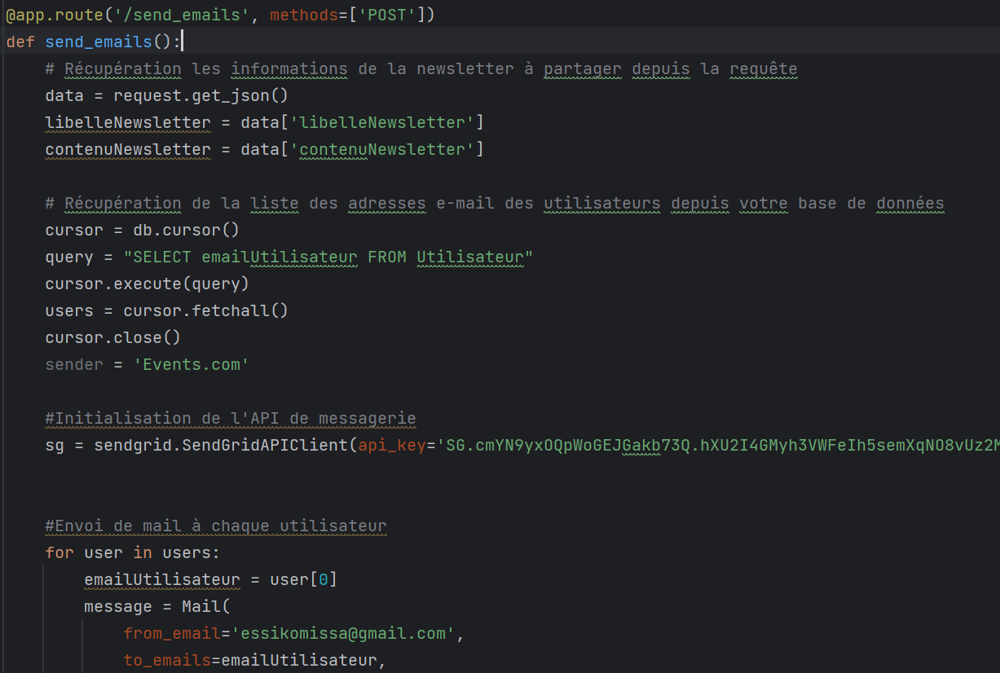 @app.route('/send_emails', methods=['POST'])
def send_emails():
# Récupération les informations de la newsletter à partager depuis la requête
data = request.get_json()
libelleNewsletter = data['libelleNewsletter']
contenuNewsletter = data['contenuNewsletter']
# Récupération de la liste des adresses e-mail des utilisateurs depuis votre base de données
cursor = db.cursor()
query = "SELECT emailUtilisateur FROM Utilisateur"
cursor.execute(query)
users = cursor.fetchall()
cursor.close()
sender = 'Events.com'
#Initialisation de l'API de messagerie
sg = sendgrid.SendGridAPIClient(api_key='SG.cmYN9yxOQpWoGEJGakb73Q.hXU2I4GMyh3VWFeIh5semXqNO8vUz2M
#Envoi de mail à chaque utilisateur
for user in users:
emailUtilisateur = user[0]
message = Mail(
from_email='essikomissa@gmail.com',
to_emails=emailUtilisateur,